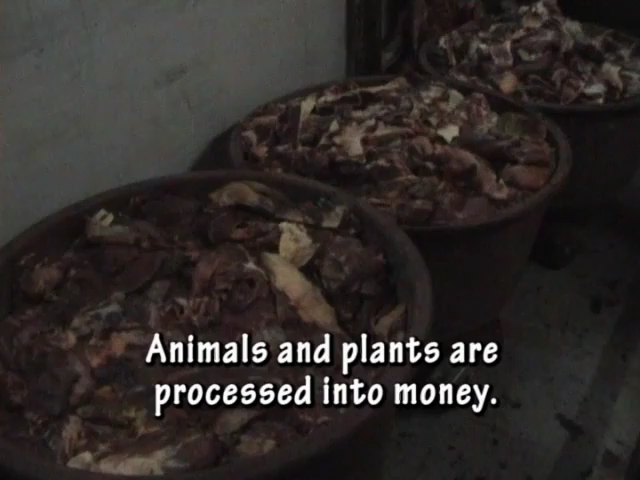 Animals and plants are
processed into money.